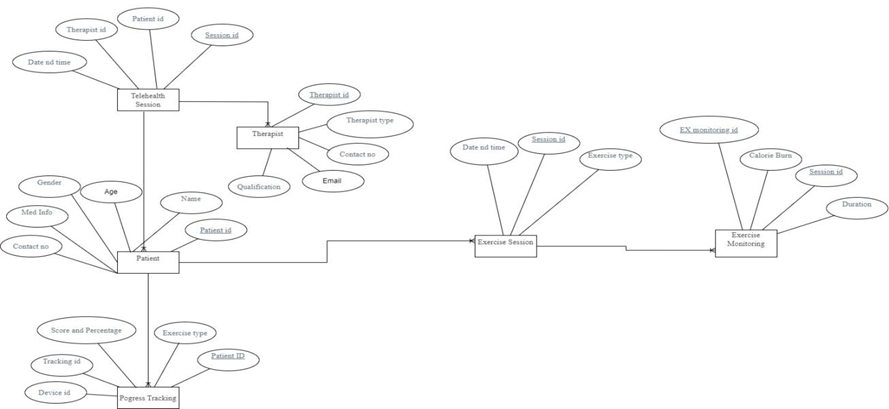 Patient id
Therapist id
Session id
Date nd time
Telehealth
Session
Therapist id
Therapist type
Therapist
Contact no
Email
Qualification
Gender
Age
Name
Med Info
Patient id
Contact no
Patient
Date nd time
Session id
Exercise type
Exercise Session
EX monitoring id
Calorie Burn
Session id
Duration
Exercise
Monitoring
Score and Percentage
Exercise type
Tracking id
Patient ID
Device id
Pogress Tracking